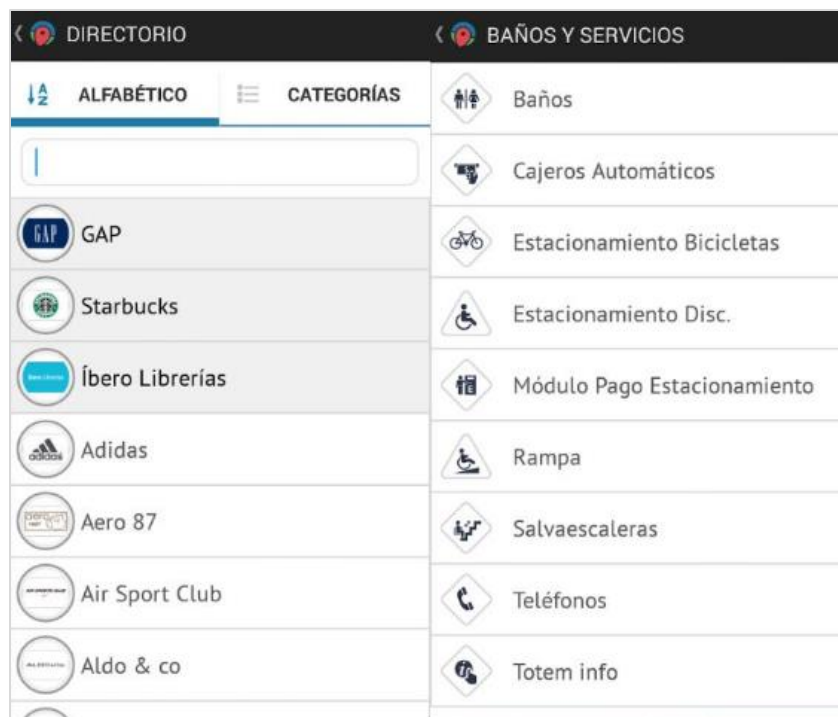 DIRECTORIO
ALFABÉTICO
CATEGORÍAS
GAP
GAP
Starbucks
Íbero Librerías
adidas
Adidas
Aero 87
Air Sport Club
Aldo & co
BAÑOS Y SERVICIOS
Baños
Cajeros Automáticos
Estacionamiento Bicicletas
Estacionamiento Disc.
Módulo Pago Estacionamiento
Rampa
Salvaescaleras
Teléfonos
Totem info